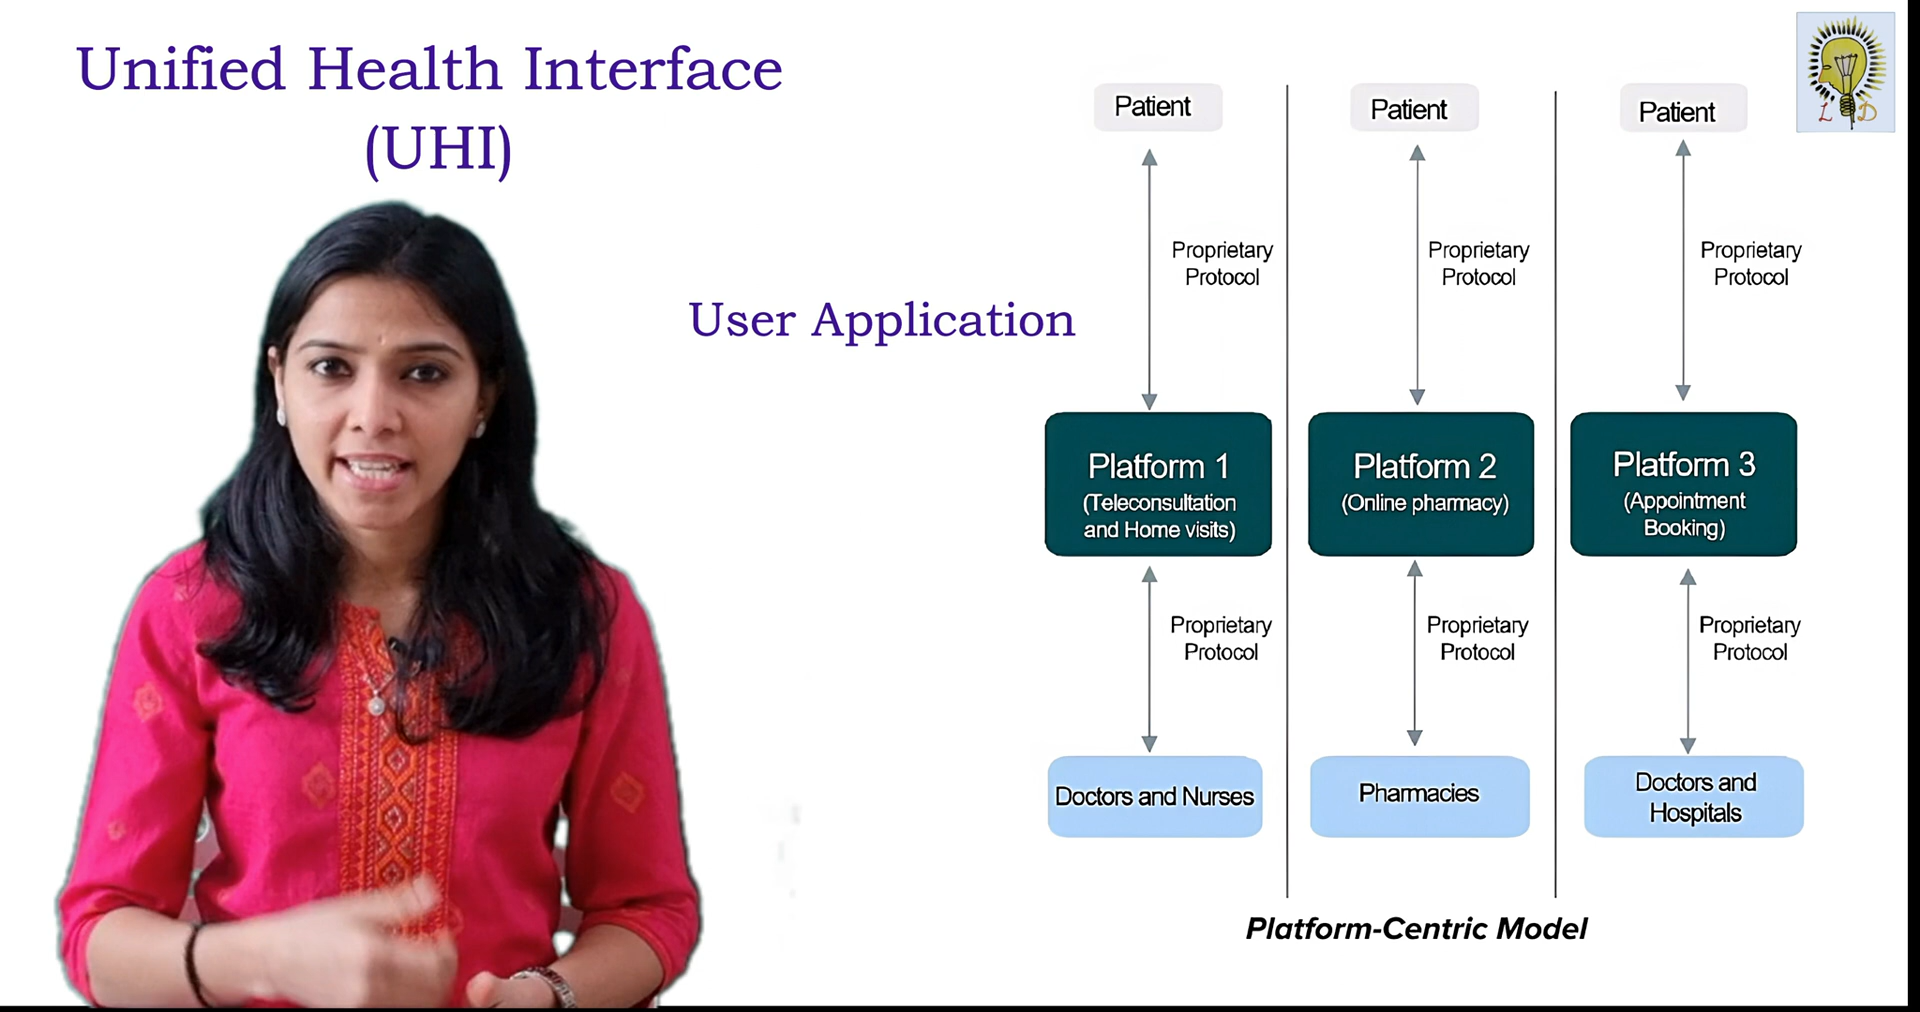 Unified Health Interface
(UHI)
User Application
Patient
Proprietary
Protocol
Platform 1
(Teleconsultation
and Home visits)
Proprietary
Protocol
Doctors and Nurses
Patient
Proprietary
Protocol
Platform 2
(Online pharmacy)
Proprietary
Protocol
Pharmacies
Patient
Proprietary
Protocol
Platform 3
(Appointment
Booking)
Proprietary
Protocol
Doctors and
Hospitals
Platform-Centric Model
L D